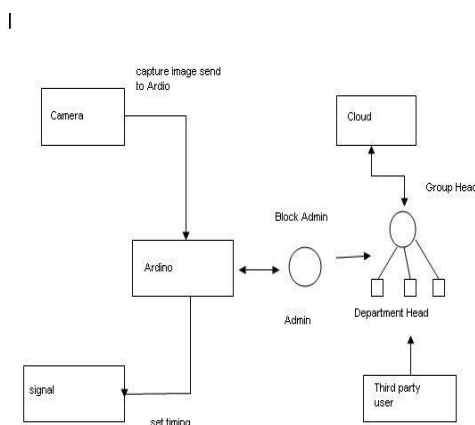 capture image send
to Ardio
Camera
Cloud
Group Head
Block Admin
Ardino
Admin
Department Head
signal
Third party
user
set timing